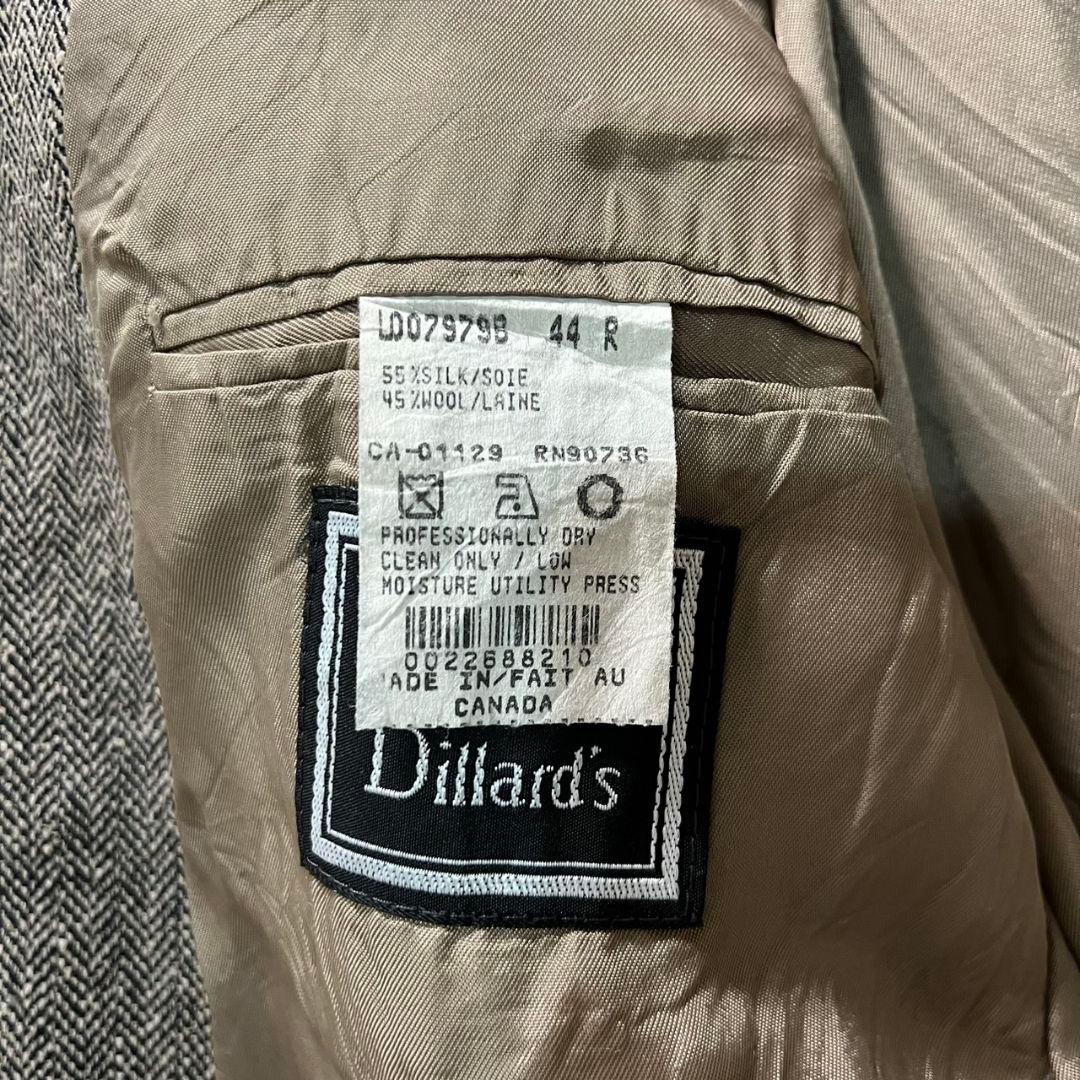 LD079798 44 R
55%SILK/SOIE
45%WOOL/LAINE
CA-01129 RN90736
PROFESSIONALLY DRY
CLEAN ONLY / LOW
MOISTURE UTILITY PRESS
0022688210
ADE IN/FAIT AU
CANADA
Dillard's